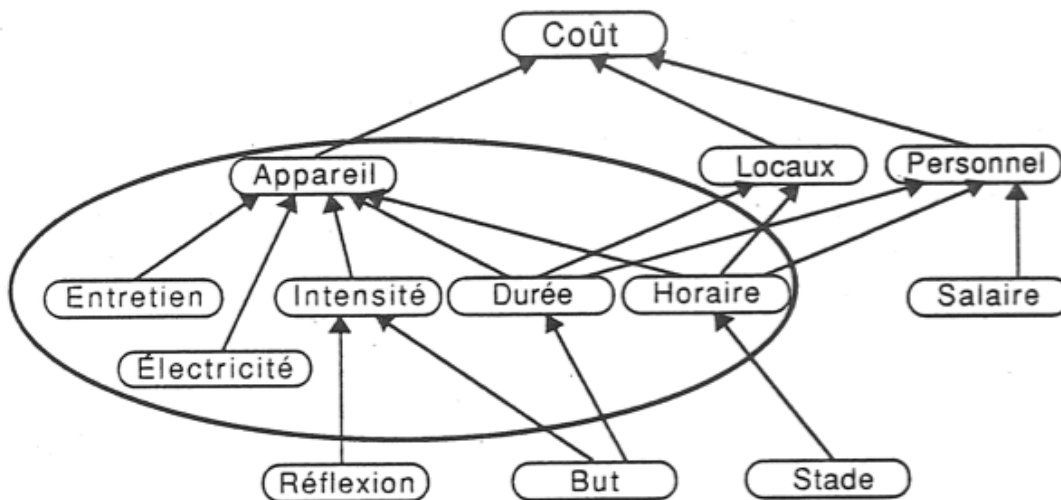 Coût
Appareil
Locaux
Personnel
Entretien
Intensité
Durée
Horaire
Salaire
Électricité
Réflexion
But
Stade